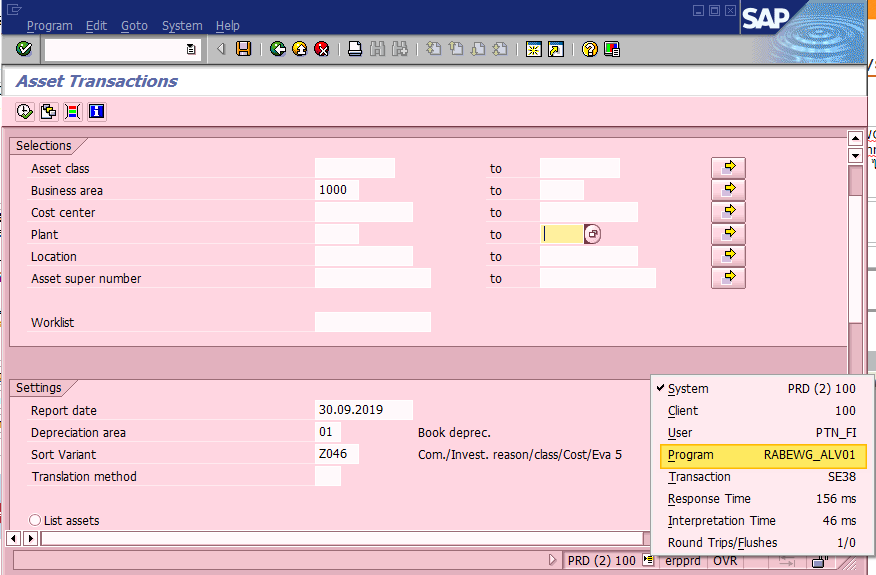 Program Edit Goto System Help
SAP
Asset Transactions
Selections
Asset class to
Business area 1000 to
Cost center to
Plant to
Location to
Asset super number to
Worklist
Settings
Report date 30.09.2019
Depreciation area 01 Book deprec.
Sort Variant Z046 Com./Invest. reason/class/Cost/Eva 5
Translation method
List assets
System PRD (2) 100
Client 100
User PTN_FI
Program RABEWG_ALV01
Transaction SE38
Response Time 156 ms
Interpretation Time 46 ms
Round Trips/Flushes 1/0
PRD (2) 100 erpprd OVR